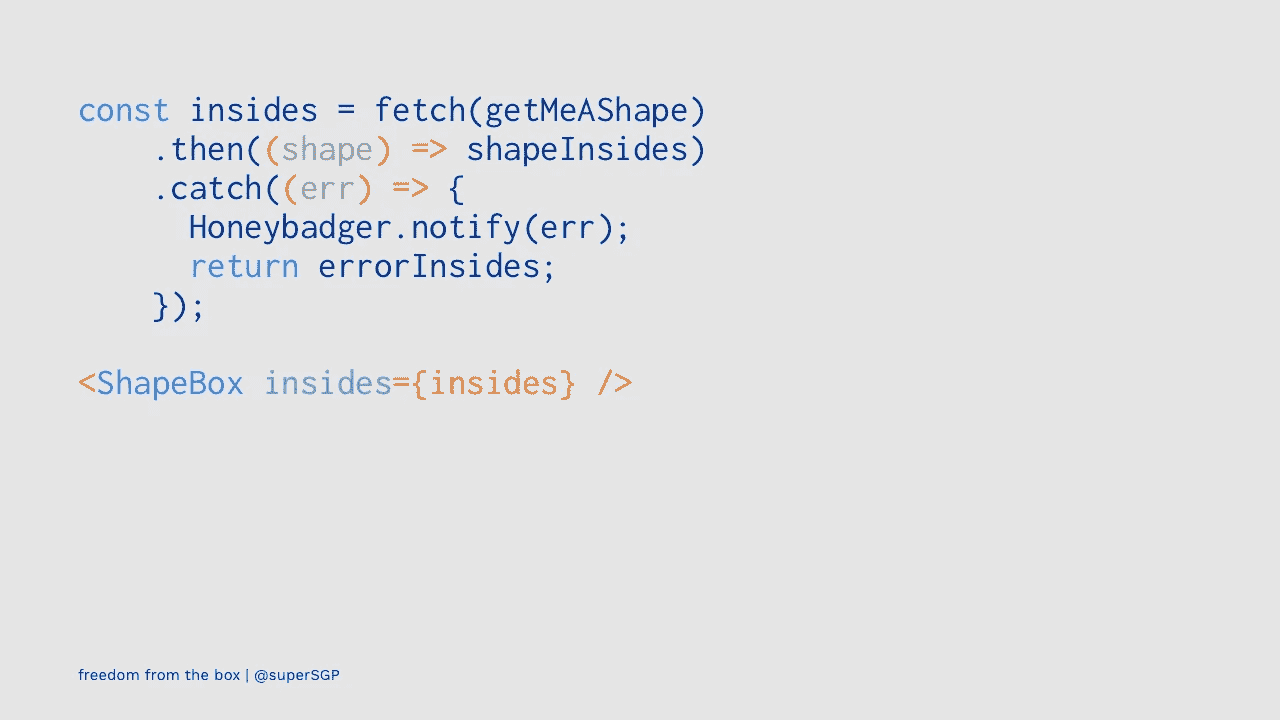 const insides = fetch(getMeAShape)
    .then((shape) => shapeInsides)
    .catch((err) => {
      Honeybadger.notify(err);
      return errorInsides;
    });
<ShapeBox insides={insides} />
freedom from the box | @superSGP